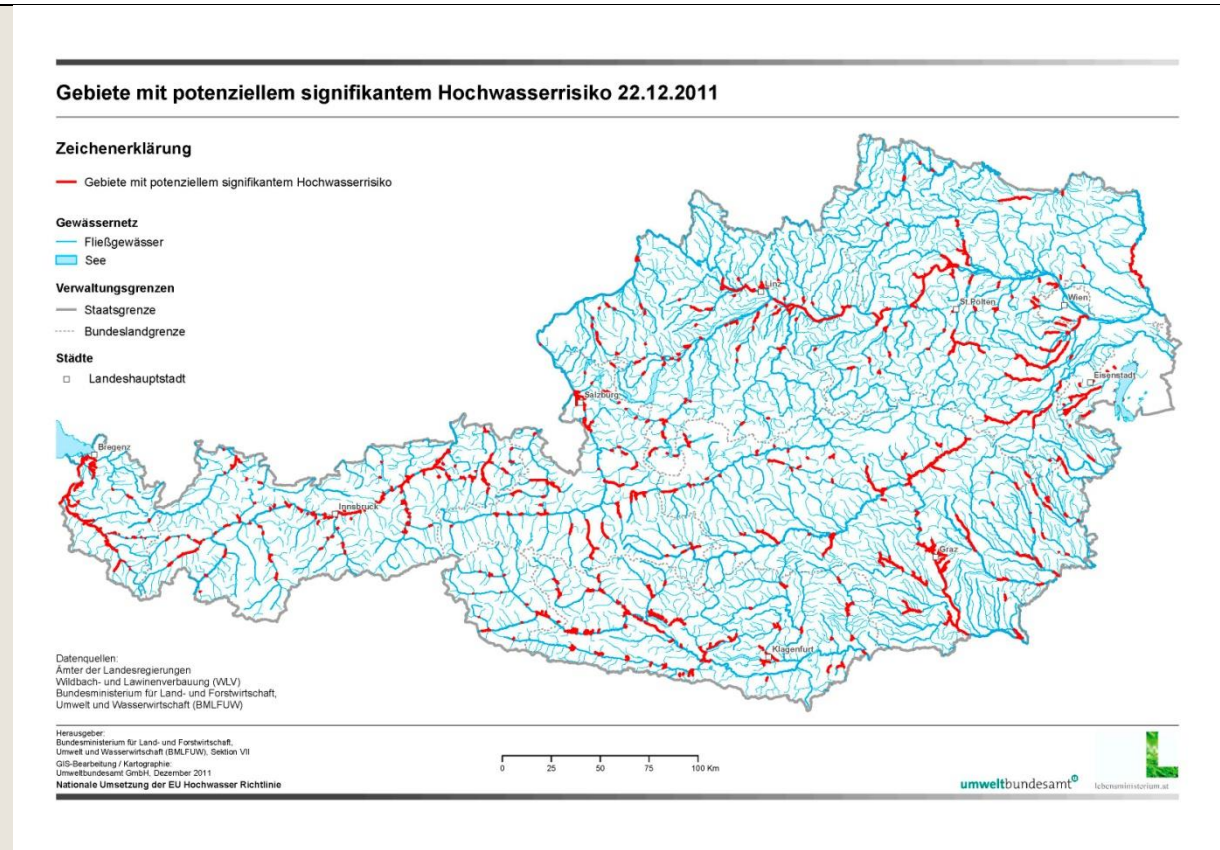 Gebiete mit potenziellem signifikantem Hochwasserrisiko 22.12.2011
Zeichenerklärung
Gebiete mit potenziellem signifikantem Hochwasserrisiko
Gewässernetz
Fließgewässer
See
Verwaltungsgrenzen
Staatsgrenze
Bundeslandgrenze
Städte
Landeshauptstadt
Linz
St.Pölten
Wien
Eisenstadt
Salzburg
Bregenz
Innsbruck
Graz
Klagenfurt
Datenquellen:
Ämter der Landesregierungen
Wildbach- und Lawinenverbauung (WLV)
Bundesministerium für Land- und Forstwirtschaft,
Umwelt und Wasserwirtschaft (BMLFUW)
Herausgeber:
Bundesministerium für Land- und Forstwirtschaft,
Umwelt und Wasserwirtschaft (BMLFUW), Sektion VII
GIS-Bearbeitung / Kartographie:
Umweltbundesamt GmbH, Dezember 2011
Nationale Umsetzung der EU Hochwasser Richtlinie
0 25 50 75 100 Km
umweltbundesamt
lebensministerium.at